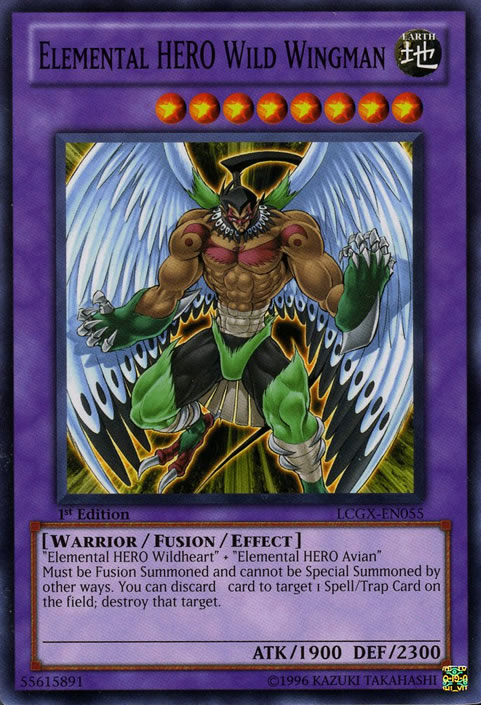 ELEMENTAL HERO WILD WINGMAN
EARTH
地
1st Edition
LCGX-EN055
[WARRIOR / FUSION / EFFECT]
"Elemental HERO Wildheart" + "Elemental HERO Avian"
Must be Fusion Summoned and cannot be Special Summoned by
other ways. You can discard card to target 1 Spell/Trap Card on
the field; destroy that target.
ATK/1900 DEF/2300
55615891
©1996 KAZUKI TAKAHASHI